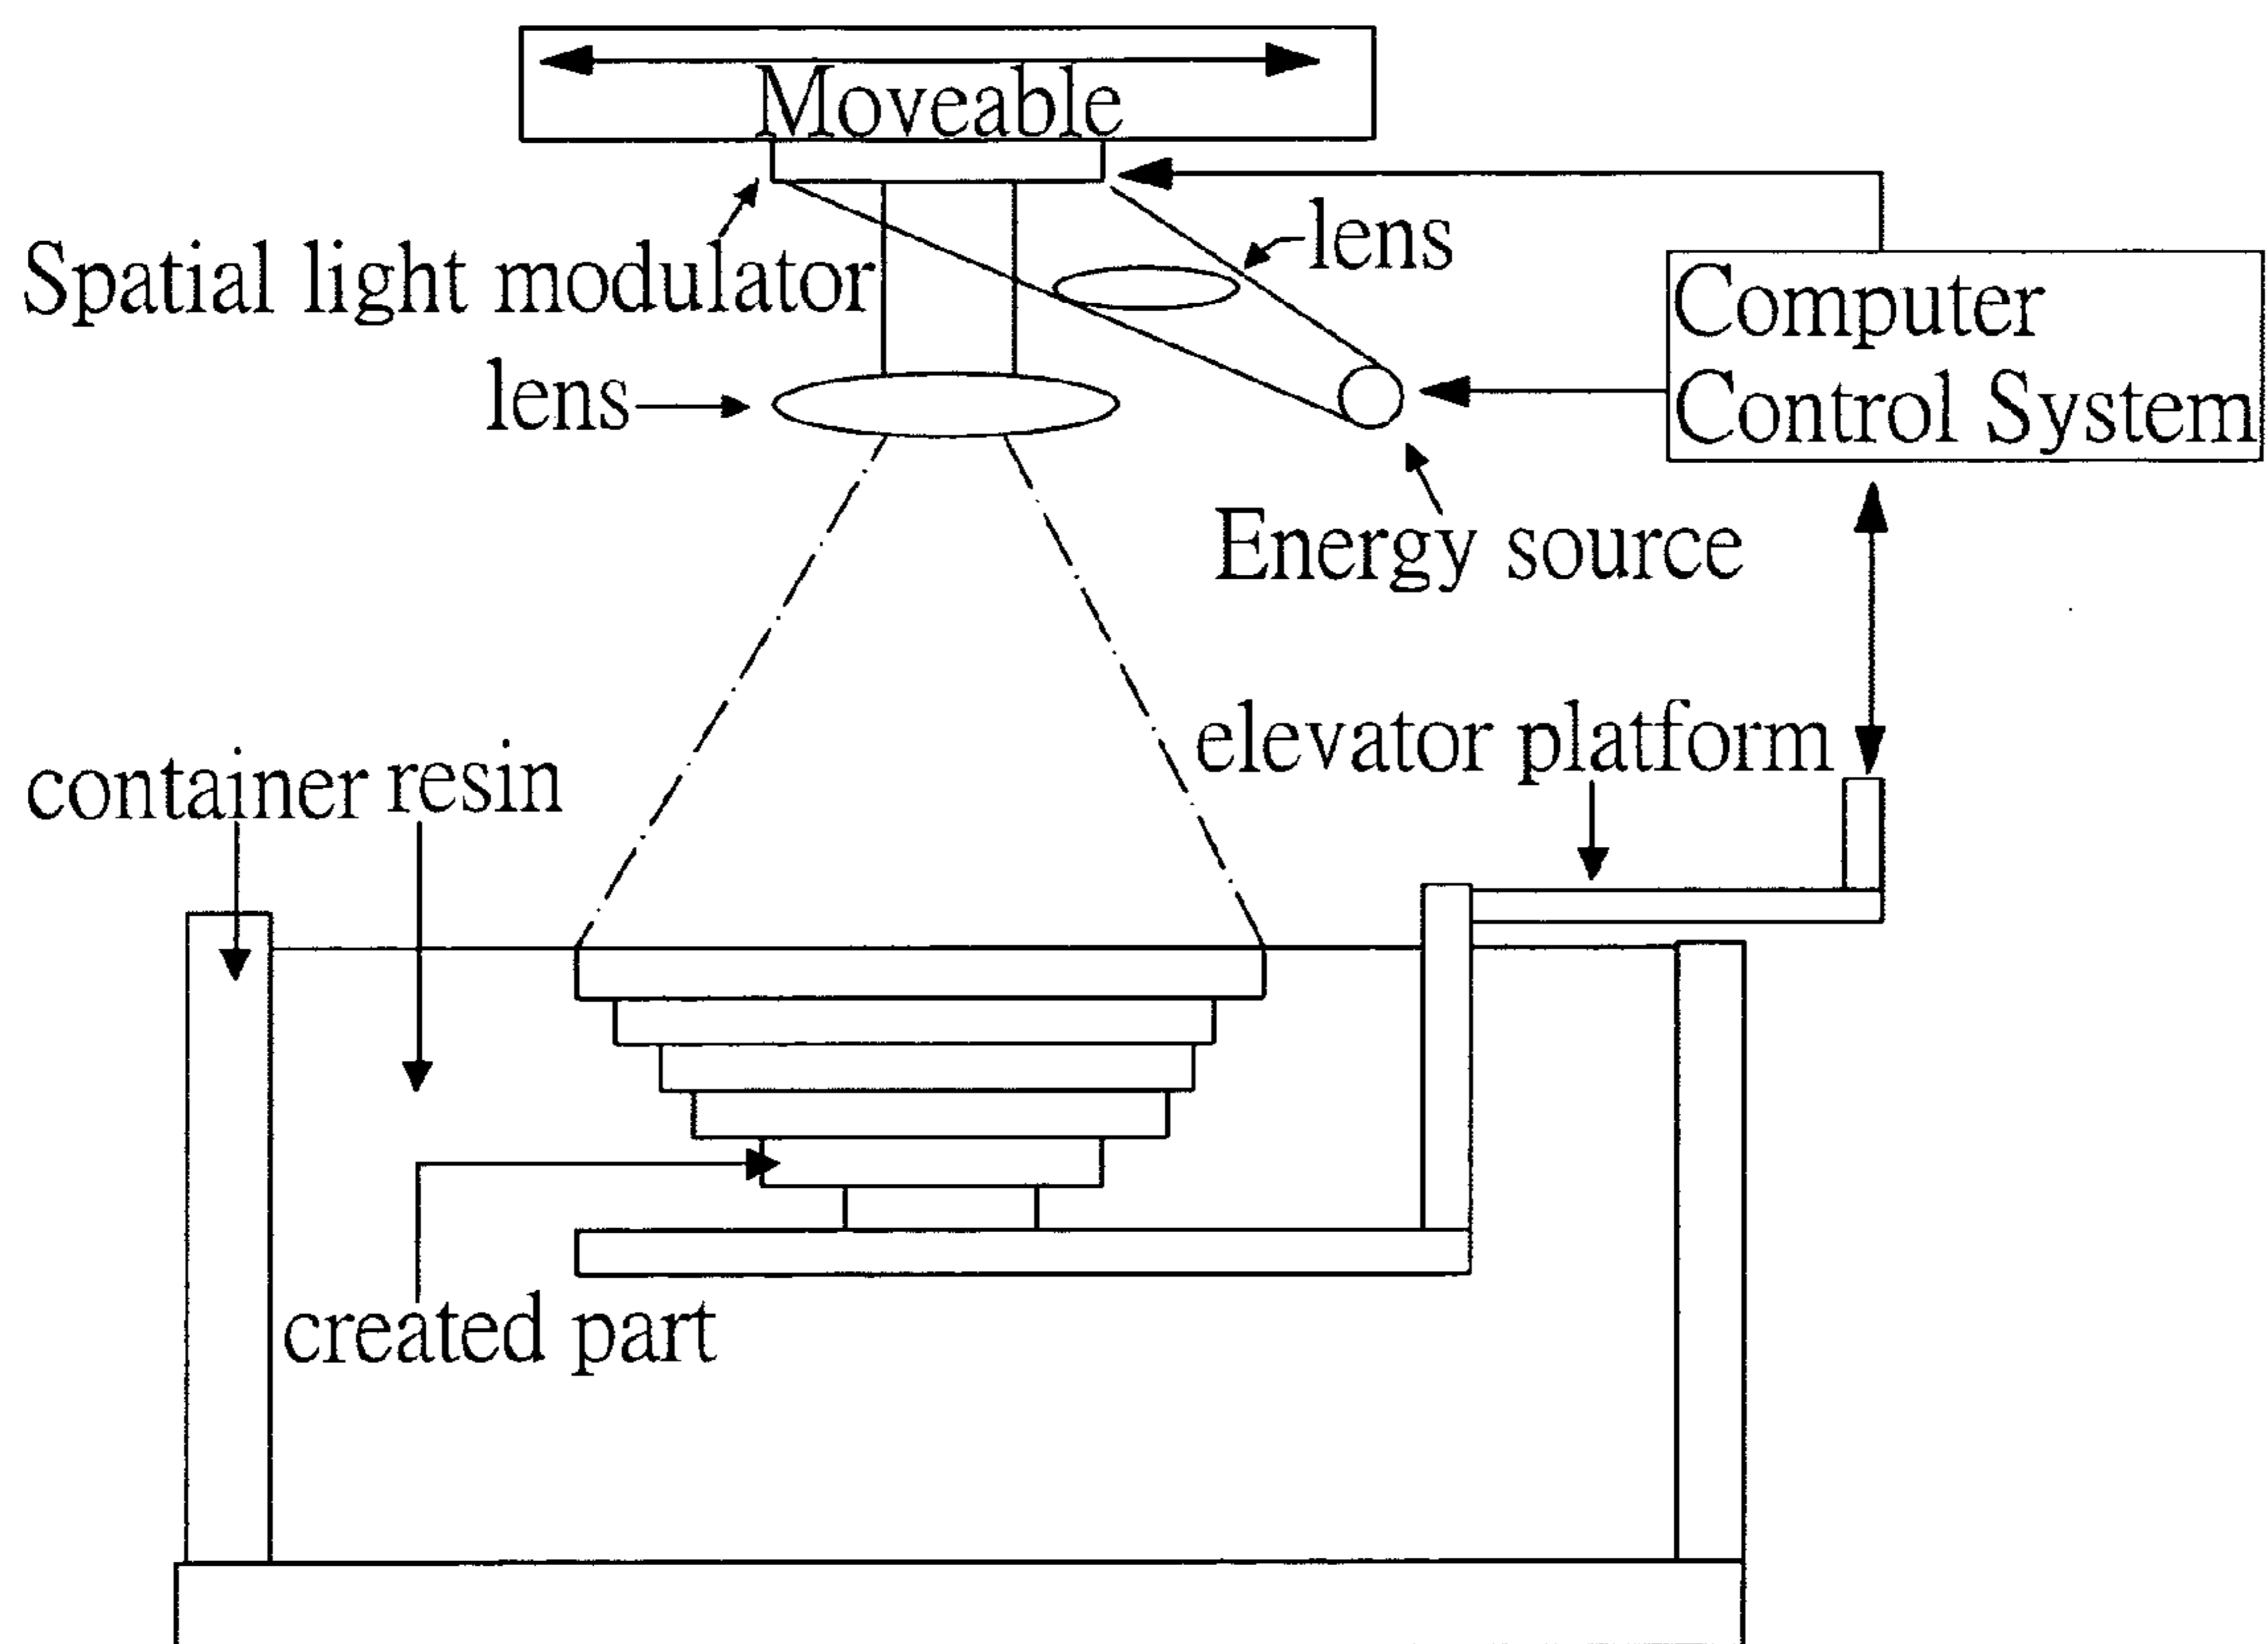 Moveable
Spatial light modulator
lens
lens
Computer
Control System
Energy source
elevator platform
container
resin
created part